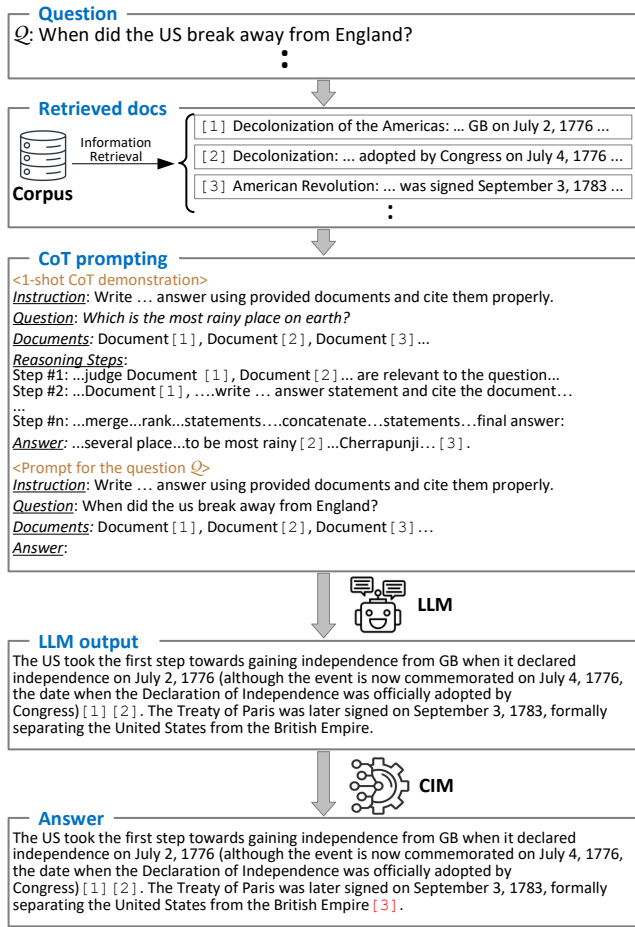 Question
Q: When did the US break away from England?
:
Retrieved docs
Information
Retrieval
Corpus
[1] Decolonization of the Americas: ... GB on July 2, 1776 ...
[2] Decolonization: ... adopted by Congress on July 4, 1776 ...
[3] American Revolution: ... was signed September 3, 1783 ...
:
CoT prompting
<1-shot CoT demonstration>
Instruction: Write ... answer using provided documents and cite them properly.
Question: Which is the most rainy place on earth?
Documents: Document[1], Document[2], Document[3]...
Reasoning Steps:
Step #1: ...judge Document [1], Document[2]... are relevant to the question...
Step #2: ...Document[1], ....write ... answer statement and cite the document...
...
Step #n: ...merge...rank...statements....concatenate...statements...final answer:
Answer: ...several place...to be most rainy [2]...Cherrapunji... [3].
<Prompt for the question Q>
Instruction: Write ... answer using provided documents and cite them properly.
Question: When did the us break away from England?
Documents: Document[1], Document[2], Document[3]...
Answer:
LLM
LLM output
The US took the first step towards gaining independence from GB when it declared
independence on July 2, 1776 (although the event is now commemorated on July 4, 1776,
the date when the Declaration of Independence was officially adopted by
Congress)[1][2]. The Treaty of Paris was later signed on September 3, 1783, formally
separating the United States from the British Empire.
CIM
Answer
The US took the first step towards gaining independence from GB when it declared
independence on July 2, 1776 (although the event is now commemorated on July 4, 1776,
the date when the Declaration of Independence was officially adopted by
Congress)[1][2]. The Treaty of Paris was later signed on September 3, 1783, formally
separating the United States from the British Empire[3].